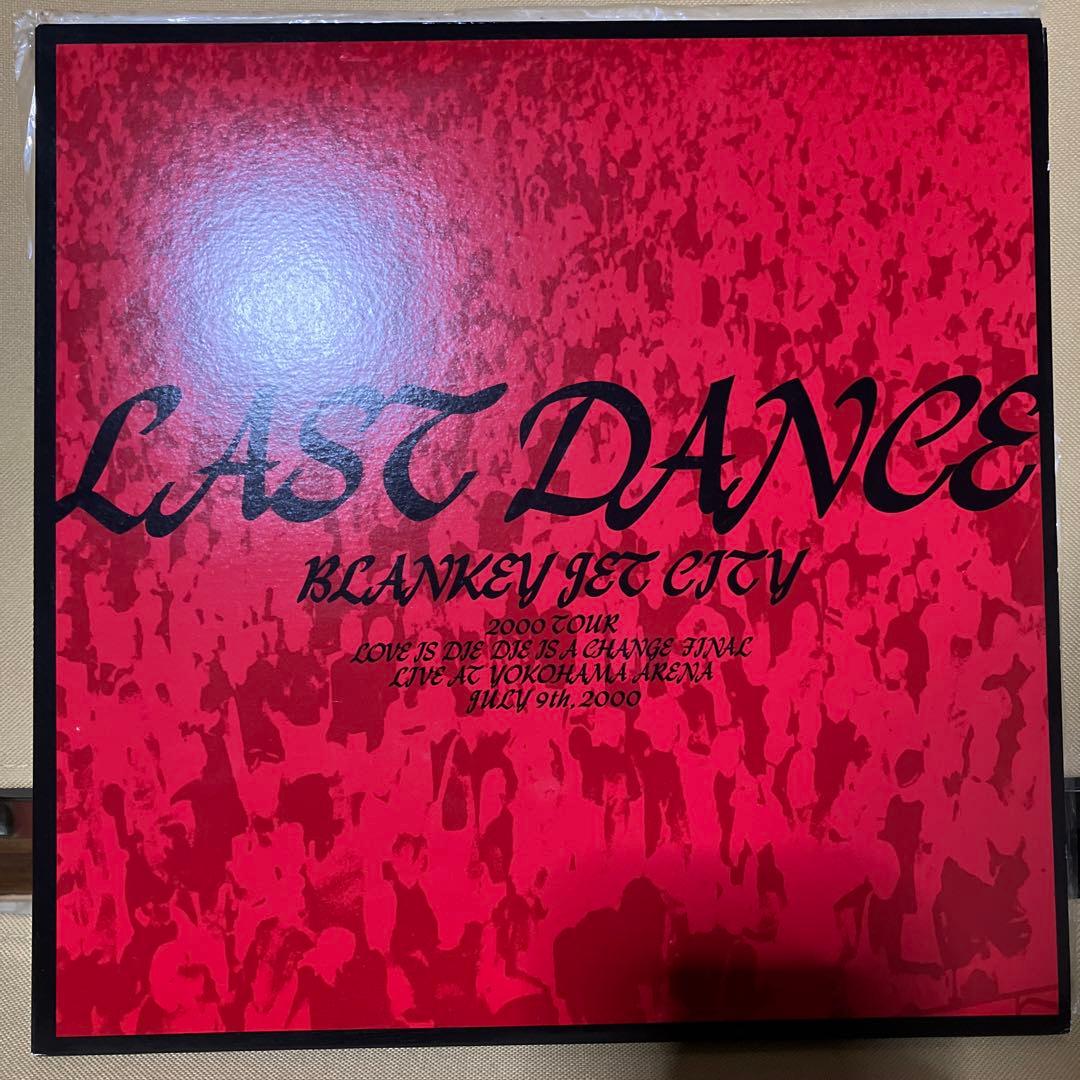 LAST DANCE
BLANKEY JET CITY
2000 TOUR
LOVE IS DIE DIE IS A CHANGE FINAL
LIVE AT YOKOHAMA ARENA
JULY 9th, 2000